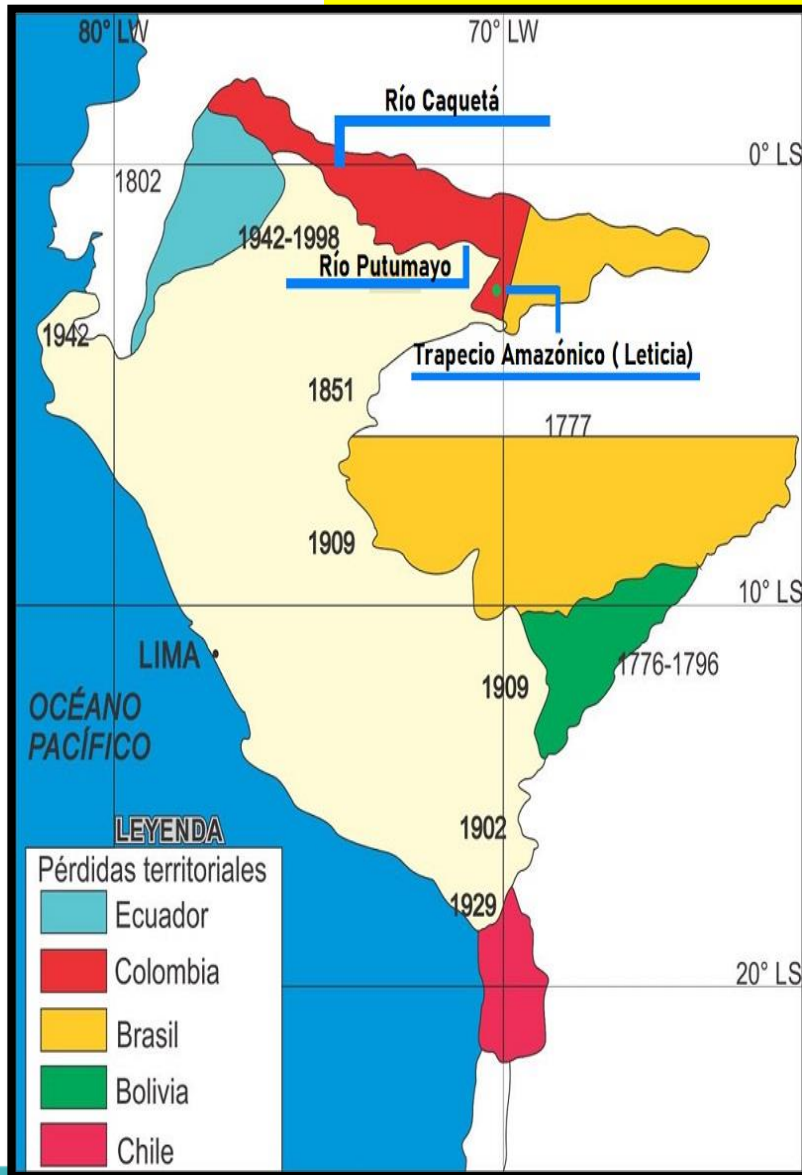 80° LW
70° LW
Río Caquetá
0° LS
1802
1942-1998
Río Putumayo
1942
Trapecio Amazónico ( Leticia)
1851
1777
1909
10° LS
LIMA
1776-1796
1909
OCÉANO
PACÍFICO
1902
LEYENDA
Pérdidas territoriales
1929
Ecuador
Colombia
20° LS
Brasil
Bolivia
Chile